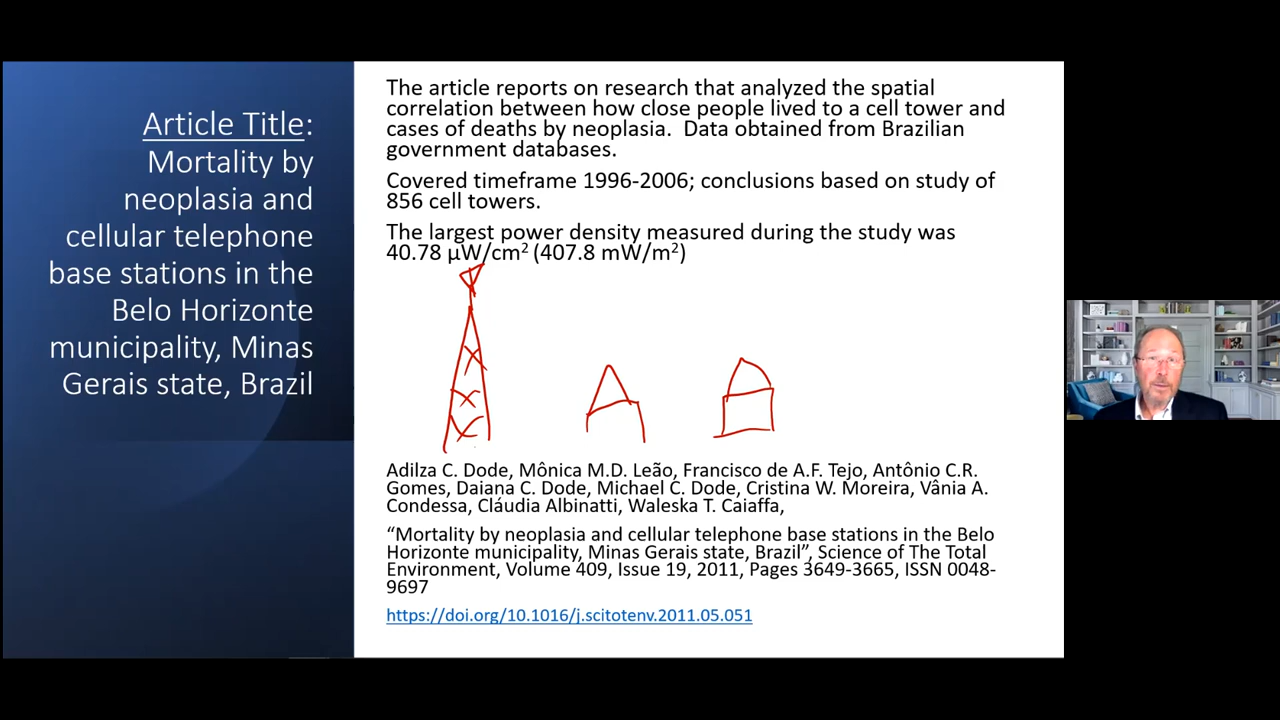 Article Title:
Mortality by
neoplasia and
cellular telephone
base stations in the
Belo Horizonte
municipality, Minas
Gerais state, Brazil
The article reports on research that analyzed the spatial
correlation between how close people lived to a cell tower and
cases of deaths by neoplasia.  Data obtained from Brazilian
government databases.
Covered timeframe 1996-2006; conclusions based on study of
856 cell towers.
The largest power density measured during the study was
40.78 µW/cm² (407.8 mW/m²)
Adilza C. Dode, Mônica M.D. Leão, Francisco de A.F. Tejo, Antônio C.R.
Gomes, Daiana C. Dode, Michael C. Dode, Cristina W. Moreira, Vânia A.
Condessa, Cláudia Albinatti, Waleska T. Caiaffa,
“Mortality by neoplasia and cellular telephone base stations in the Belo
Horizonte municipality, Minas Gerais state, Brazil”, Science of The Total
Environment, Volume 409, Issue 19, 2011, Pages 3649-3665, ISSN 0048-
9697
https://doi.org/10.1016/j.scitotenv.2011.05.051